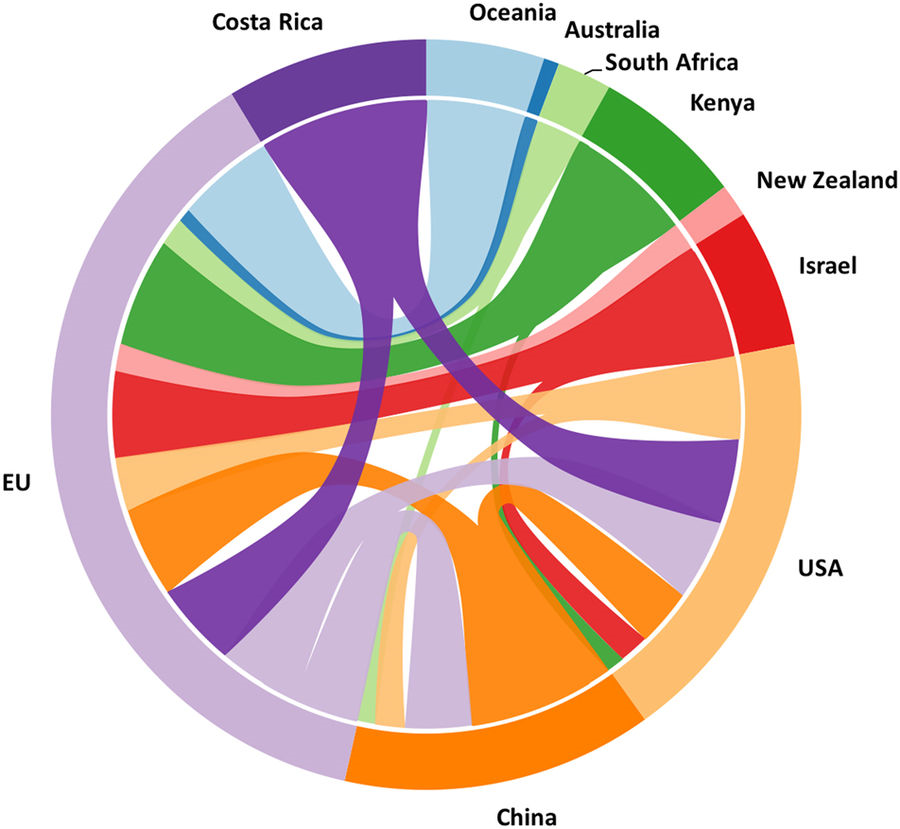 Costa Rica
Oceania
Australia
South Africa
Kenya
New Zealand
Israel
EU
USA
China